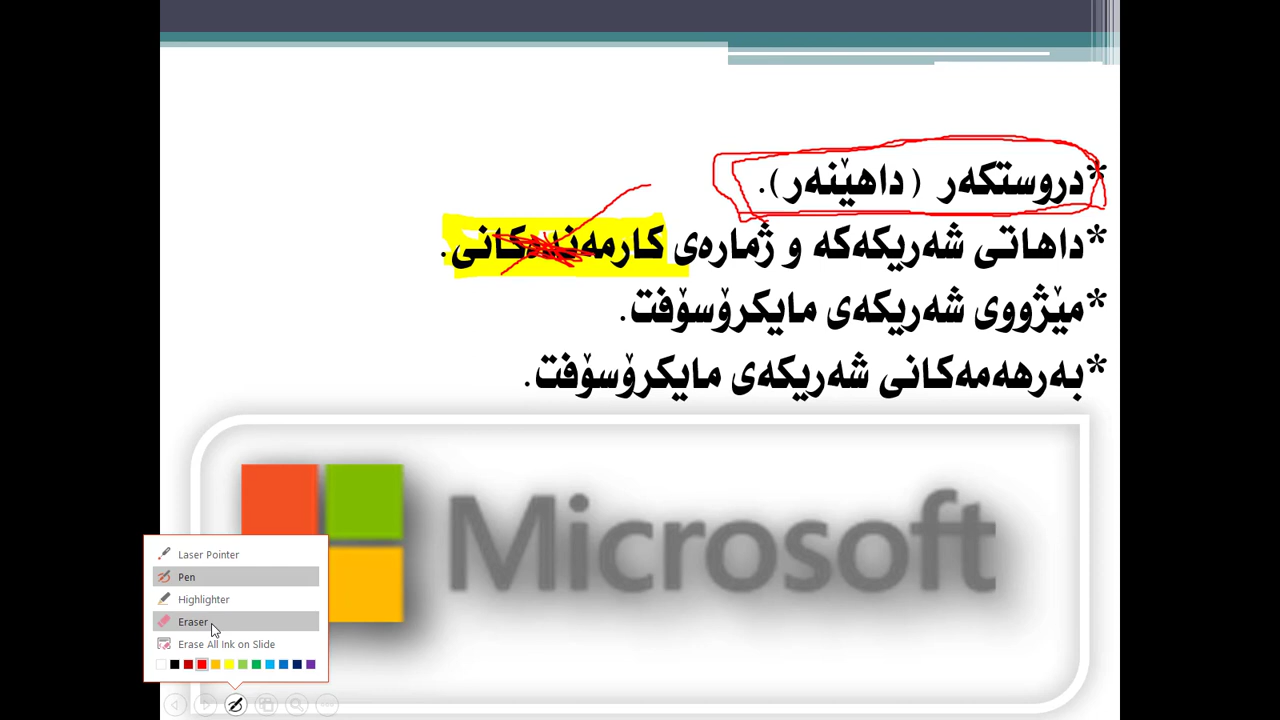 *دروستکەر (داهێنەر).
*داهاتی شەریکەکە و ژمارەی کارمەندەکانی.
*مێژووی شەریکەی مایکرۆسۆفت.
*بەرهەمەکانی شەریکەی مایکرۆسۆفت.
Microsoft
Laser Pointer
Pen
Highlighter
Eraser
Erase All Ink on Slide